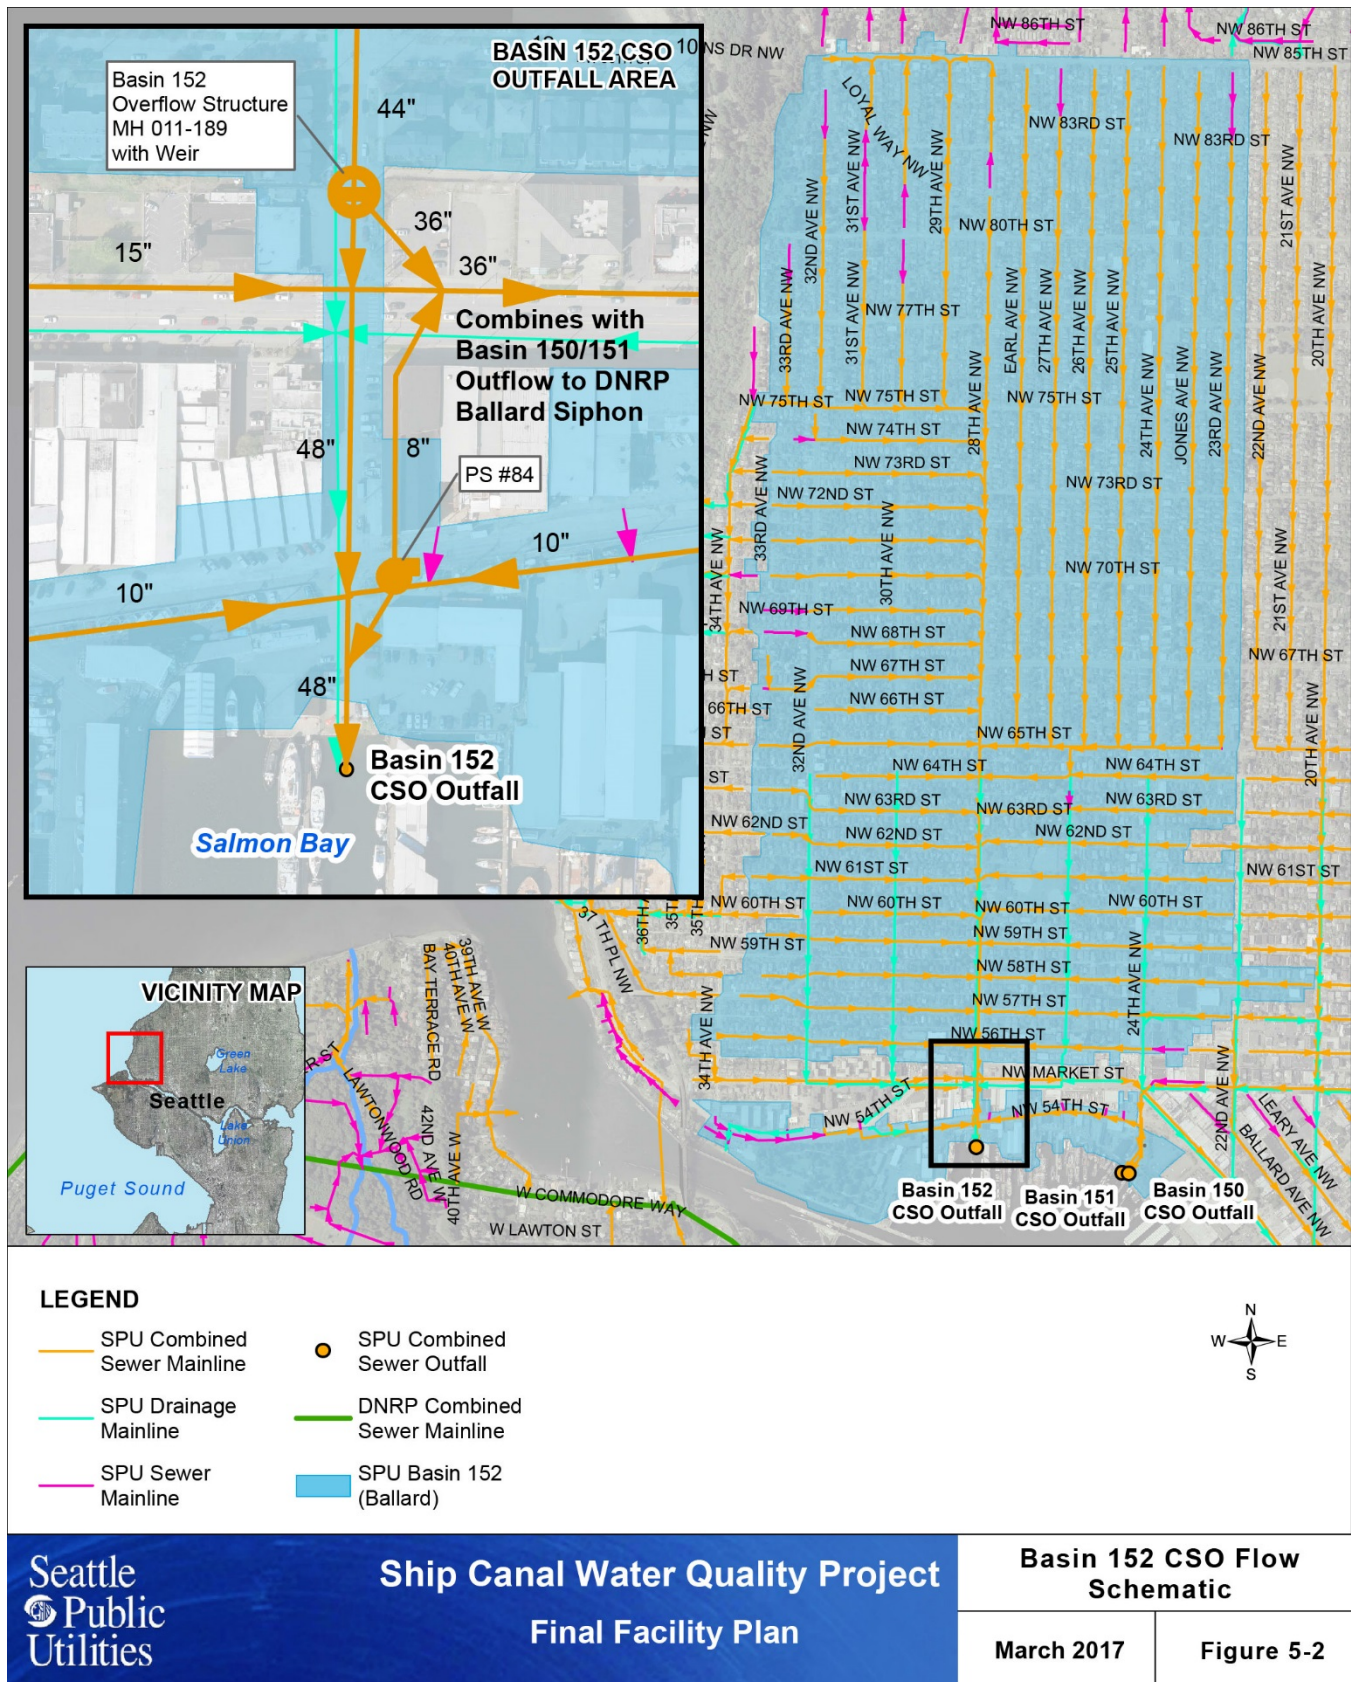 BASIN 152 CSO
OUTFALL AREA
Basin 152
Overflow Structure
MH 011-189
with Weir
44"
36"
15"
36"
Combines with
Basin 150/151
Outflow to DNRP
Ballard Siphon
48"
8"
PS #84
10"
10"
48"
Basin 152
CSO Outfall
Salmon Bay
NW 86TH ST
NW 86TH ST
NW 85TH ST
NS DR NW
LOYAL WAY NW
NW 83RD ST
NW 83RD ST
32ND AVE NW
31ST AVE NW
29TH AVE NW
21ST AVE NW
20TH AVE NW
NW 80TH ST
33RD AVE NW
31ST AVE NW
NW 77TH ST
EARL AVE NW
27TH AVE NW
26TH AVE NW
25TH AVE NW
24TH AVE NW
JONES AVE NW
23RD AVE NW
22ND AVE NW
28TH AVE NW
NW 75TH ST
NW 75TH ST
NW 75TH ST
NW 74TH ST
NW 73RD ST
NW 73RD ST
NW 72ND ST
33RD AVE NW
34TH AVE NW
30TH AVE NW
NW 70TH ST
21ST AVE NW
NW 69TH ST
NW 68TH ST
NW 67TH ST
NW 67TH ST
H ST
66TH ST
NW 66TH ST
32ND AVE NW
20TH AVE NW
ST
NW 65TH ST
ST
NW 64TH ST
NW 64TH ST
NW 63RD ST
NW 63RD ST
NW 63RD ST
NW 62ND ST
NW 62ND ST
NW 62ND ST
NW 61ST ST
NW 61ST ST
NW 60TH ST
NW 60TH ST
NW 60TH ST
NW 60TH ST
37TH PL NW
36TH A
35TH
35TH
NW 59TH ST
NW 59TH ST
NW 58TH ST
NW 57TH ST
24TH AVE NW
NW 56TH ST
34TH AVE NW
NW MARKET ST
NW 54TH ST
NW 54TH ST
22ND AVE NW
LEARY AVE NW
BALLARD AVE NW
39TH AVE W
40TH AVE W
BAY TERRACE RD
R ST
LAWTONWOOD RD
42ND AVE W
40TH AVE W
W COMMODORE WAY
W LAWTON ST
Basin 152
CSO Outfall
Basin 151
CSO Outfall
Basin 150
CSO Outfall
VICINITY MAP
Green
Lake
Seattle
Lake
Union
Puget Sound
LEGEND
SPU Combined
Sewer Mainline
SPU Drainage
Mainline
SPU Sewer
Mainline
SPU Combined
Sewer Outfall
DNRP Combined
Sewer Mainline
SPU Basin 152
(Ballard)
N
W E
S
Seattle
Public
Utilities
Ship Canal Water Quality Project
Final Facility Plan
Basin 152 CSO Flow
Schematic
March 2017
Figure 5-2